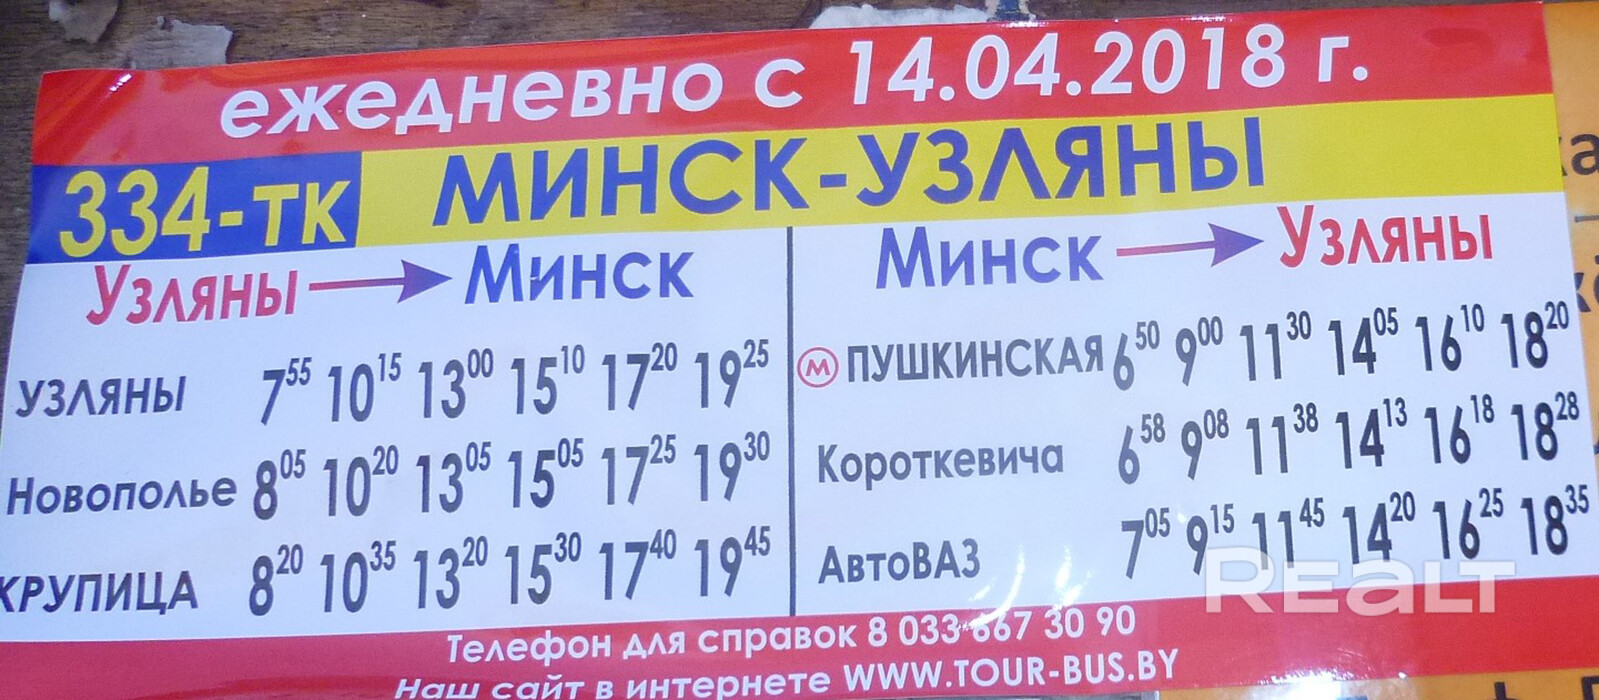 ежедневно с 14.04.2018 г.
334-тк МИНСК-УЗЛЯНЫ
Узляны → Минск
УЗЛЯНЫ 7⁵⁵ 10¹⁵ 13⁰⁰ 15¹⁰ 17²⁰ 19²⁵
Новополье 8⁰⁵ 10²⁰ 13⁰⁵ 15⁰⁵ 17²⁵ 19³⁰
КРУПИЦА 8²⁰ 10³⁵ 13²⁰ 15³⁰ 17⁴⁰ 19⁴⁵
Минск → Узляны
М ПУШКИНСКАЯ 6⁵⁰ 9⁰⁰ 11³⁰ 14⁰⁵ 16¹⁰ 18²⁰
Короткевича 6⁵⁸ 9⁰⁸ 11³⁸ 14¹³ 16¹⁸ 18²⁸
АвтоВАЗ 7⁰⁵ 9¹⁵ 11⁴⁵ 14²⁰ 16²⁵ 18³⁵
Телефон для справок 8 033 667 30 90
Наш сайт в интернете WWW.TOUR-BUS.BY
REALT